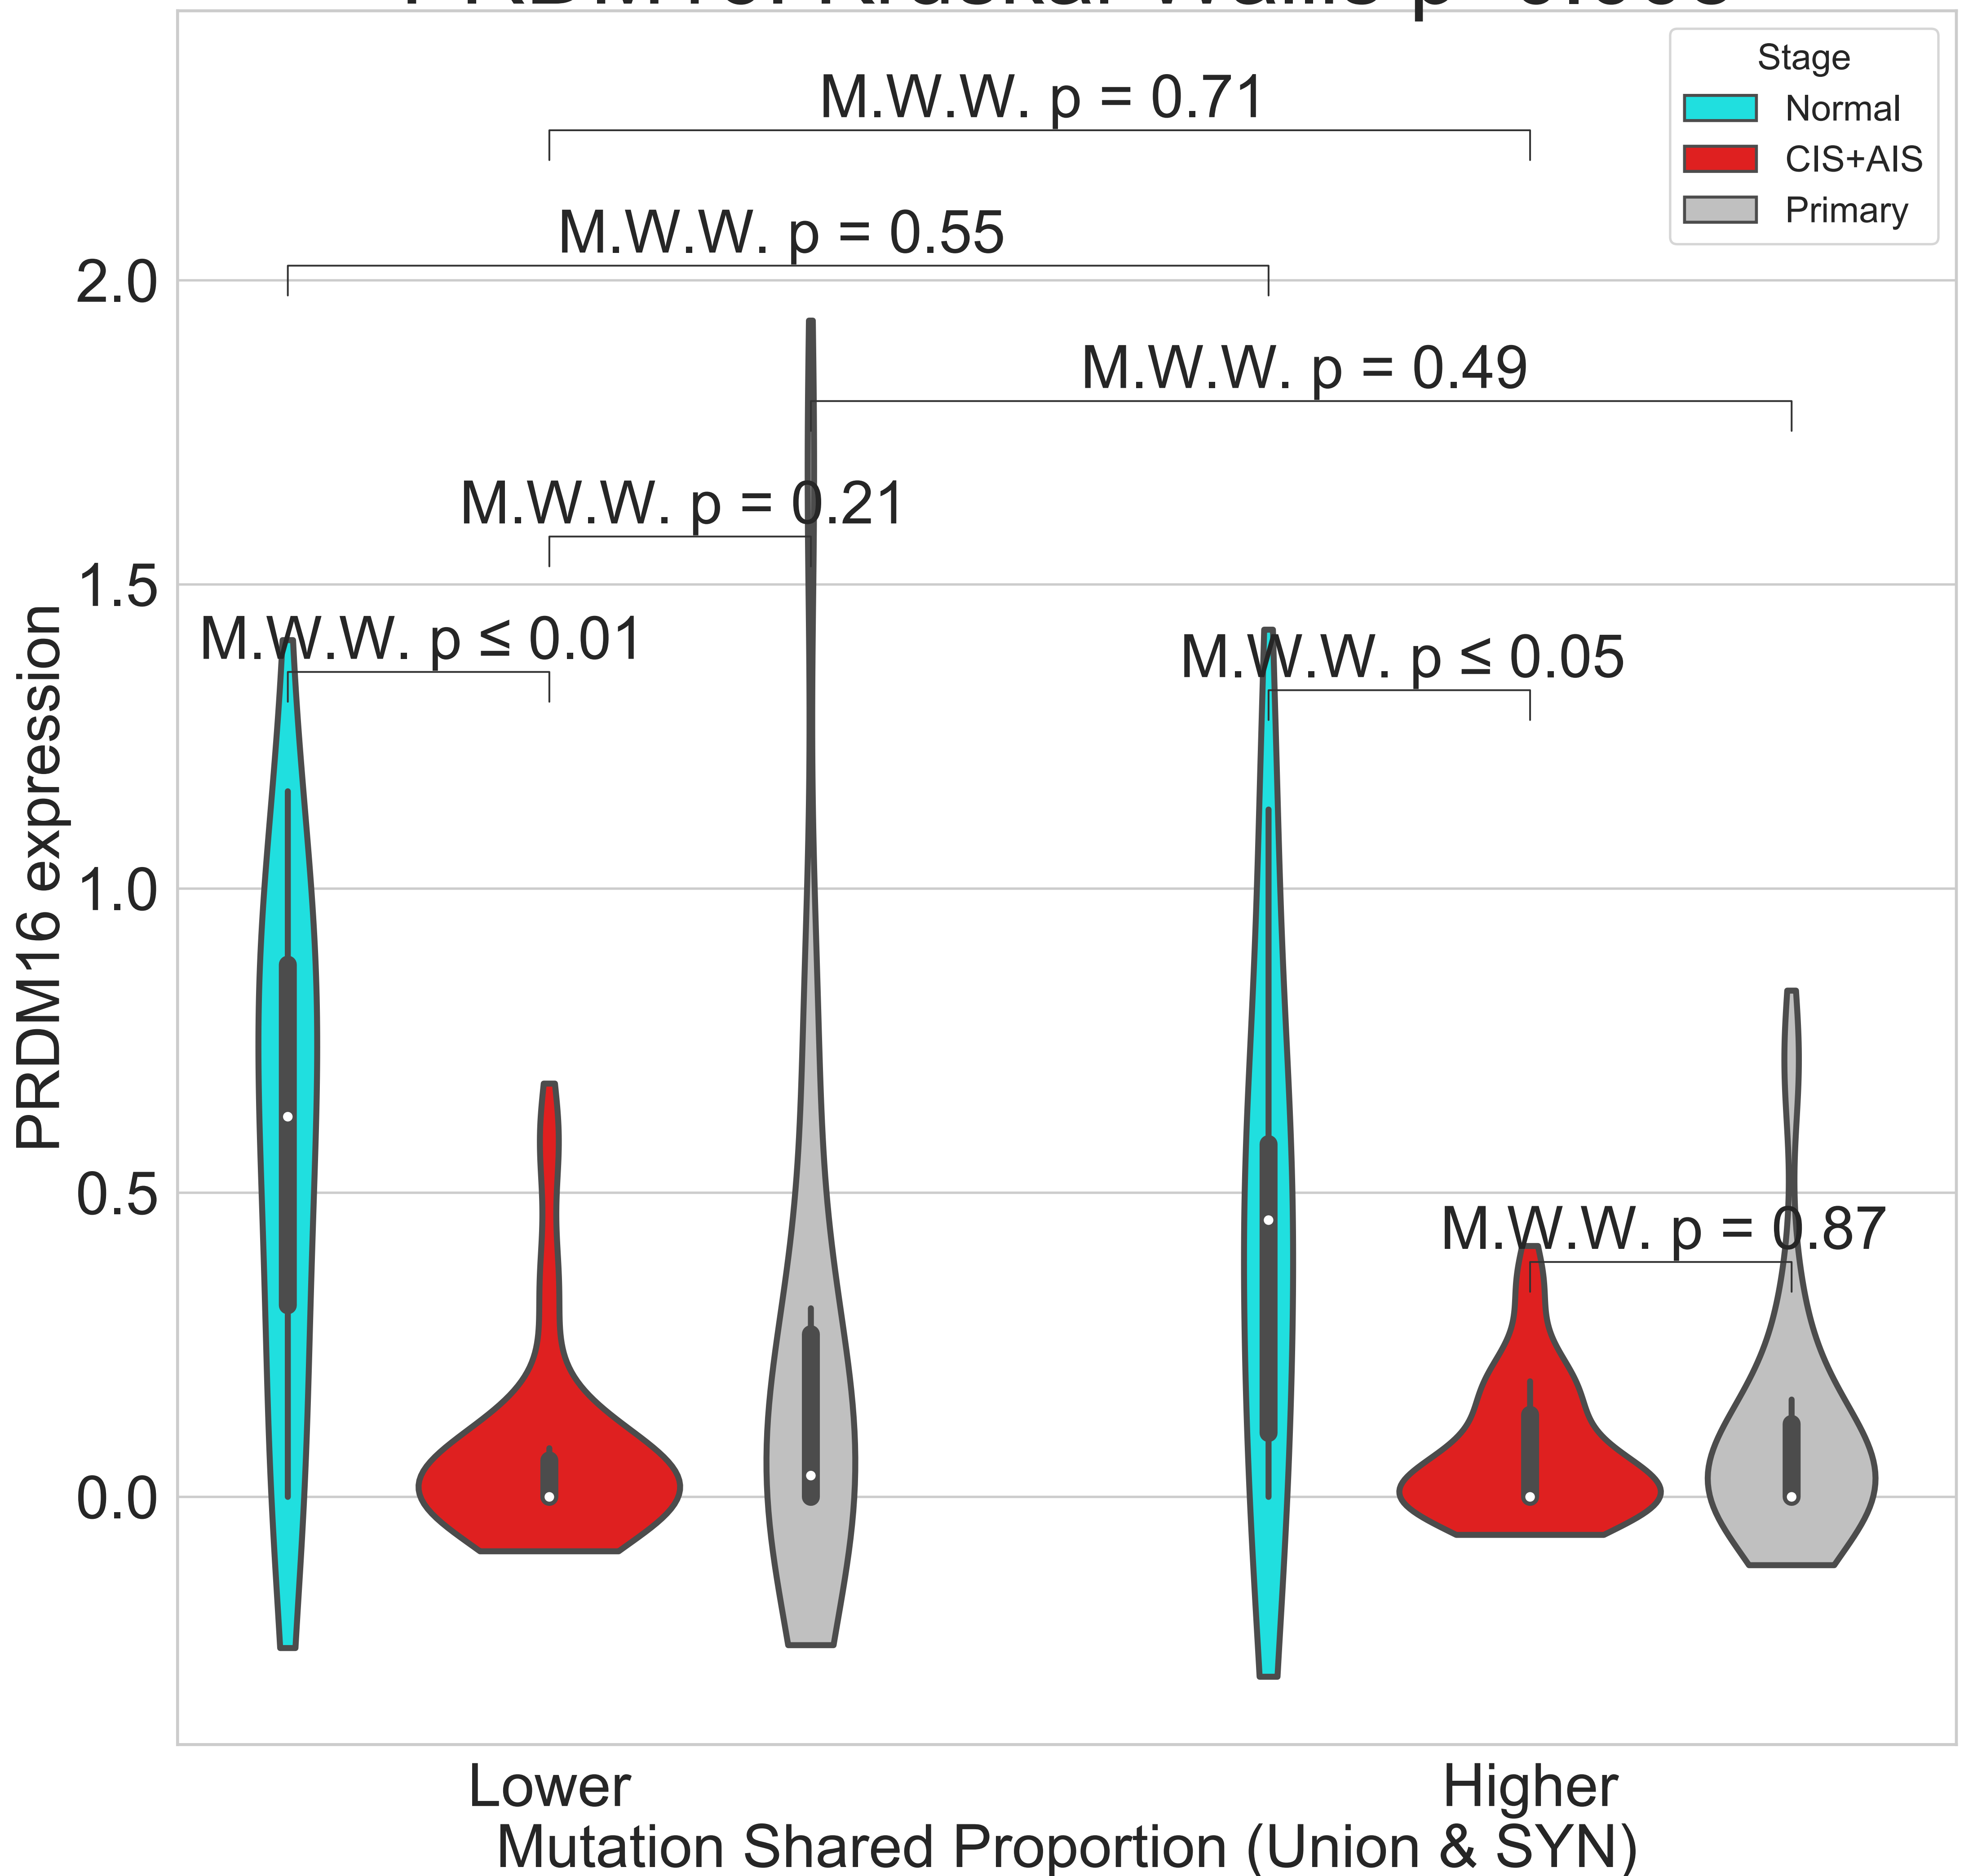 Stage
Normal
CIS+AIS
Primary
M.W.W. p = 0.71
M.W.W. p = 0.55
M.W.W. p = 0.49
M.W.W. p = 0.21
M.W.W. p ≤ 0.01
M.W.W. p ≤ 0.05
M.W.W. p = 0.87
2.0
1.5
1.0
0.5
0.0
PRDM16 expression
Lower
Higher
Mutation Shared Proportion (Union & SYN)